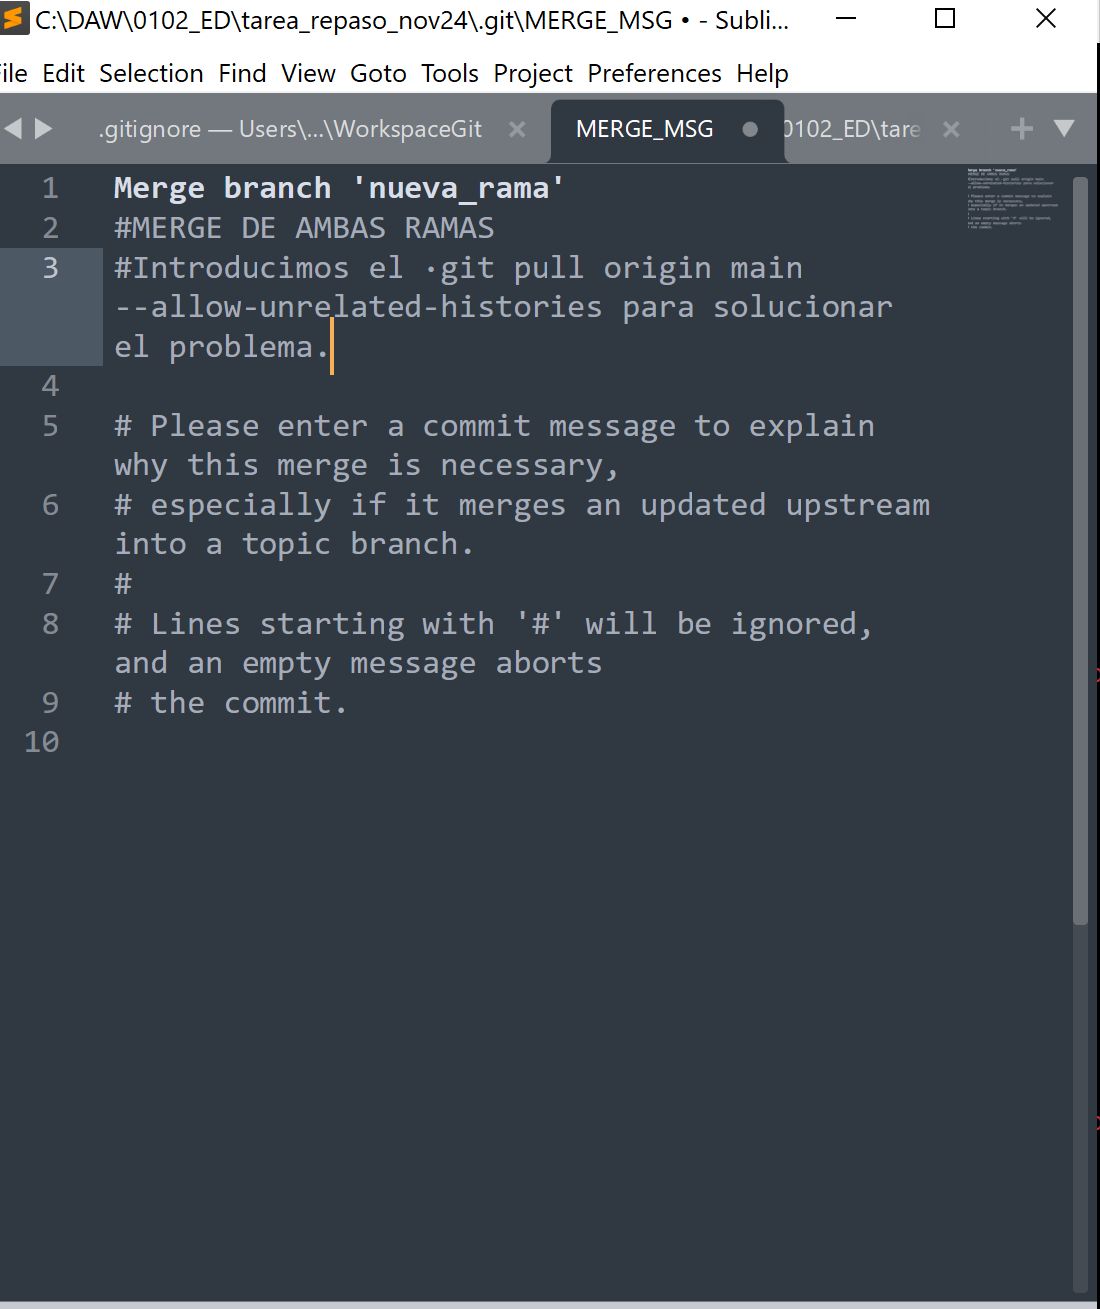 C:\DAW\0102_ED\tarea_repaso_nov24\.git\MERGE_MSG • - Subli...
ile Edit Selection Find View Goto Tools Project Preferences Help
.gitignore — Users\...\WorkspaceGit
MERGE_MSG
0102_ED\tare
1 Merge branch 'nueva_rama'
2 #MERGE DE AMBAS RAMAS
3 #Introducimos el ·git pull origin main
--allow-unrelated-histories para solucionar
el problema.
4
5 # Please enter a commit message to explain
why this merge is necessary,
6 # especially if it merges an updated upstream
into a topic branch.
7 #
8 # Lines starting with '#' will be ignored,
and an empty message aborts
9 # the commit.
10